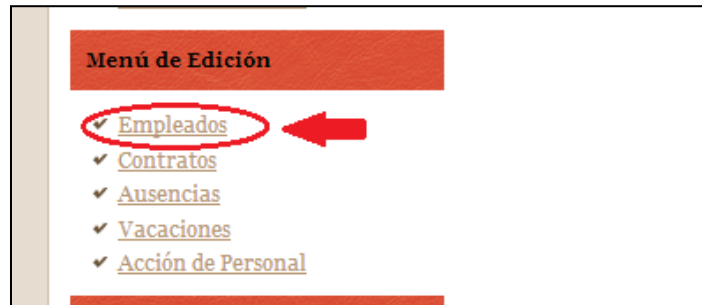 Menú de Edición
Empleados
Contratos
Ausencias
Vacaciones
Acción de Personal